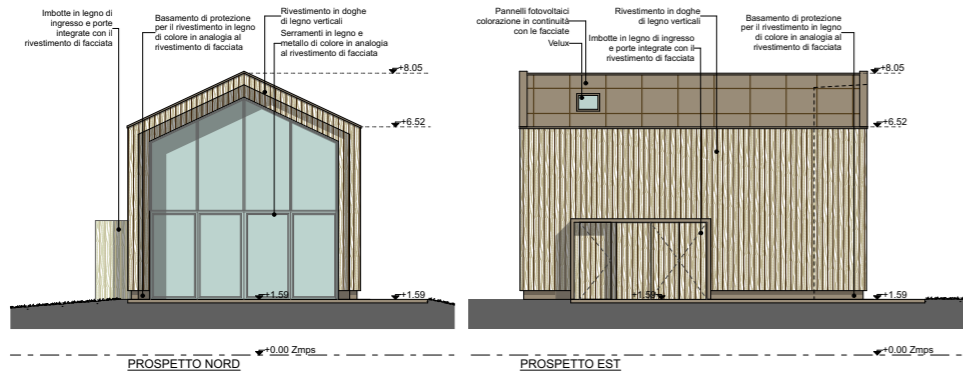 Imbotte in legno di
ingresso e porte
integrate con il
rivestimento di facciata
Basamento di protezione
per il rivestimento in legno
di colore in analogia al
rivestimento di facciata
Rivestimento in doghe
di legno verticali
Serramenti in legno e
metallo di colore in analogia
al rivestimento di facciata
+8.05
+6.52
+1.59
+1.59
+0.00 Zmps
PROSPETTO NORD
Pannelli fotovoltaici
colorazione in continuità
con le facciate
Velux
Rivestimento in doghe
di legno verticali
Imbotte in legno di ingresso
e porte integrate con il
rivestimento di facciata
Basamento di protezione
per il rivestimento in legno
di colore in analogia al
rivestimento di facciata
+8.05
+6.52
+1.59
+1.59
+0.00 Zmps
PROSPETTO EST